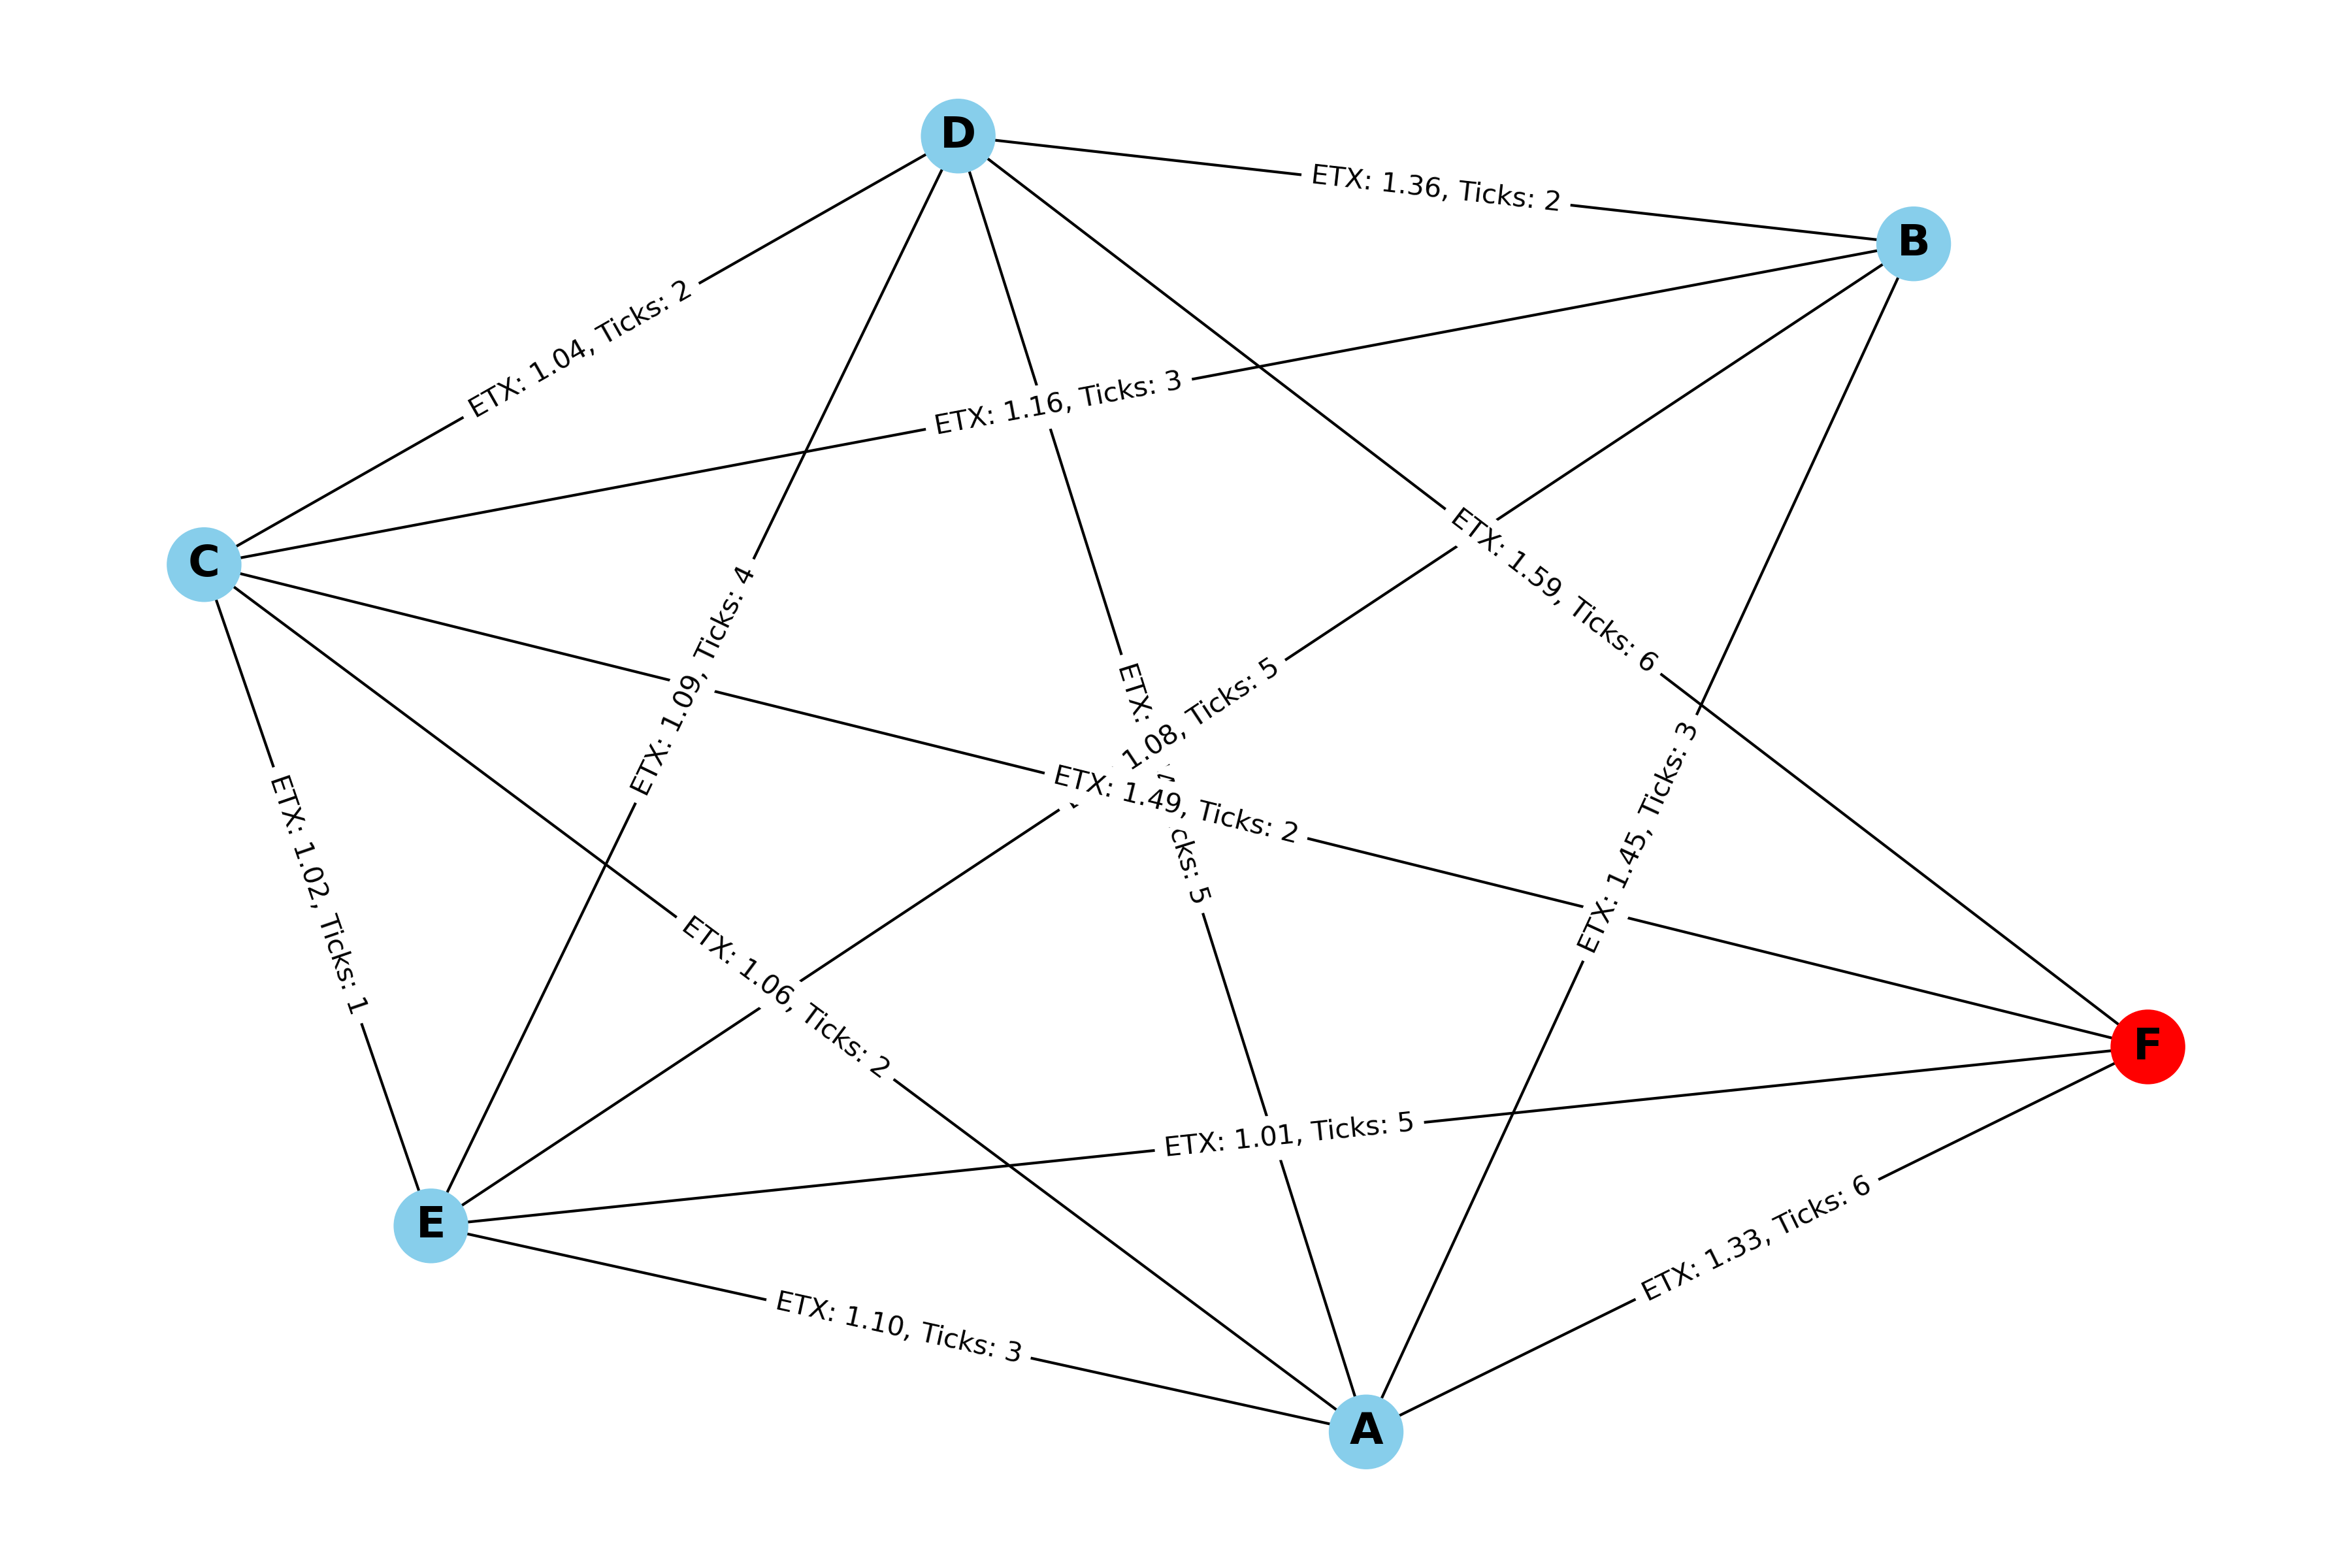 D
ETX: 1.36, Ticks: 2
B
ETX: 1.04, Ticks: 2
ETX: 1.16, Ticks: 3
C
ETX: 1.59, Ticks: 6
ETX: 1.09, Ticks: 4
1.08, Ticks: 5
ETX:
5
ETX: 1.49, Ticks: 2
ETX: 1.45, Ticks: 3
ETX: 1.02, Ticks: 1
ETX: 1.06, Ticks: 2
F
ETX: 1.01, Ticks: 5
E
ETX: 1.33, Ticks: 6
ETX: 1.10, Ticks: 3
A